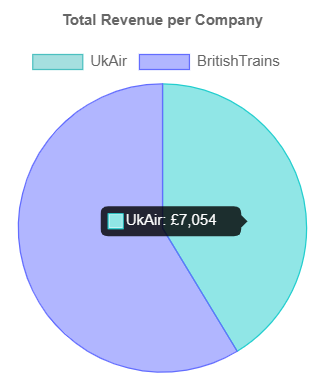 Total Revenue per Company
UkAir BritishTrains
UkAir: £7,054